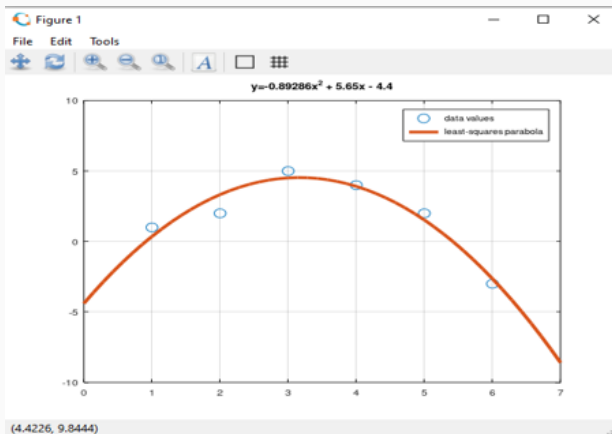 Figure 1
File Edit Tools
A
y=-0.89286x² + 5.65x - 4.4
data values
least-squares parabola
10
5
0
-5
-10
0 1 2 3 4 5 6 7
(4.4226, 9.8444)